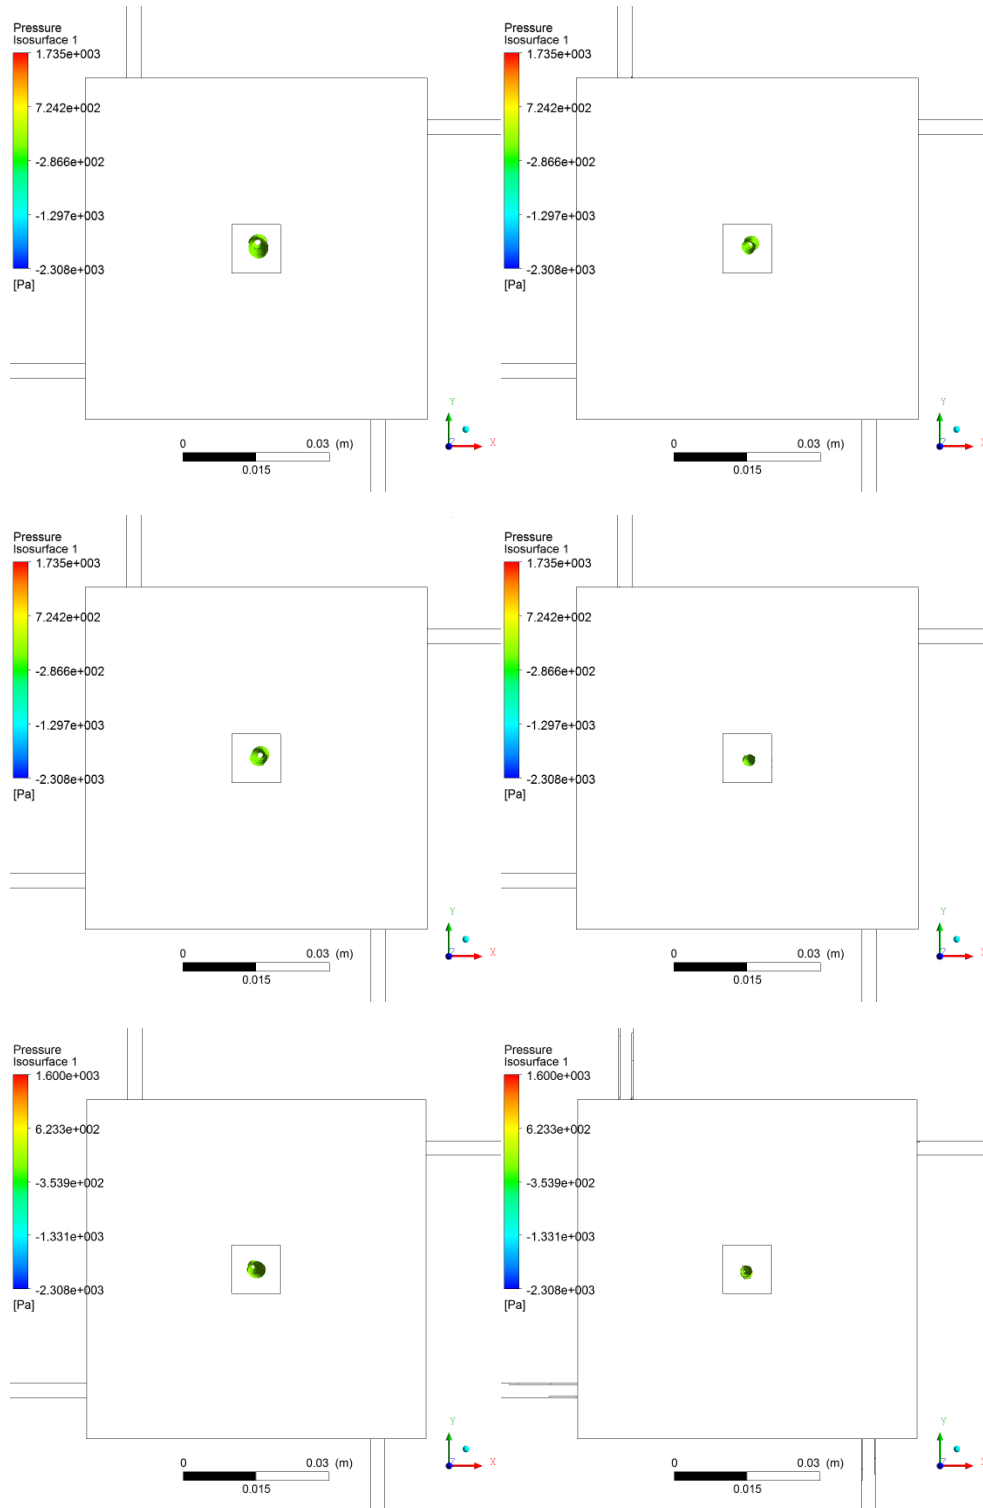 Pressure
Isosurface 1
1.735e+003
7.242e+002
-2.866e+002
-1.297e+003
-2.308e+003
[Pa]
0 0.03 (m)
0.015
Y
Z X
Pressure
Isosurface 1
1.735e+003
7.242e+002
-2.866e+002
-1.297e+003
-2.308e+003
[Pa]
0 0.03 (m)
0.015
Y
Z X
Pressure
Isosurface 1
1.735e+003
7.242e+002
-2.866e+002
-1.297e+003
-2.308e+003
[Pa]
0 0.03 (m)
0.015
Y
Z X
Pressure
Isosurface 1
1.735e+003
7.242e+002
-2.866e+002
-1.297e+003
-2.308e+003
[Pa]
0 0.03 (m)
0.015
Y
Z X
Pressure
Isosurface 1
1.600e+003
6.233e+002
-3.539e+002
-1.331e+003
-2.308e+003
[Pa]
0 0.03 (m)
0.015
Y
Z X
Pressure
Isosurface 1
1.600e+003
6.233e+002
-3.539e+002
-1.331e+003
-2.308e+003
[Pa]
0 0.03 (m)
0.015
Y
Z X